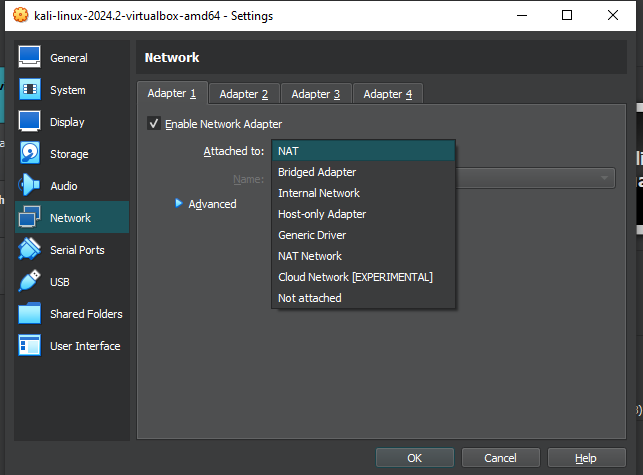 kali-linux-2024.2-virtualbox-amd64 - Settings
General
System
Display
Storage
Audio
Network
Serial Ports
USB
Shared Folders
User Interface
Network
Adapter 1
Adapter 2
Adapter 3
Adapter 4
Enable Network Adapter
Attached to:
NAT
Bridged Adapter
Internal Network
Host-only Adapter
Generic Driver
NAT Network
Cloud Network [EXPERIMENTAL]
Not attached
Name:
Advanced
OK
Cancel
Help